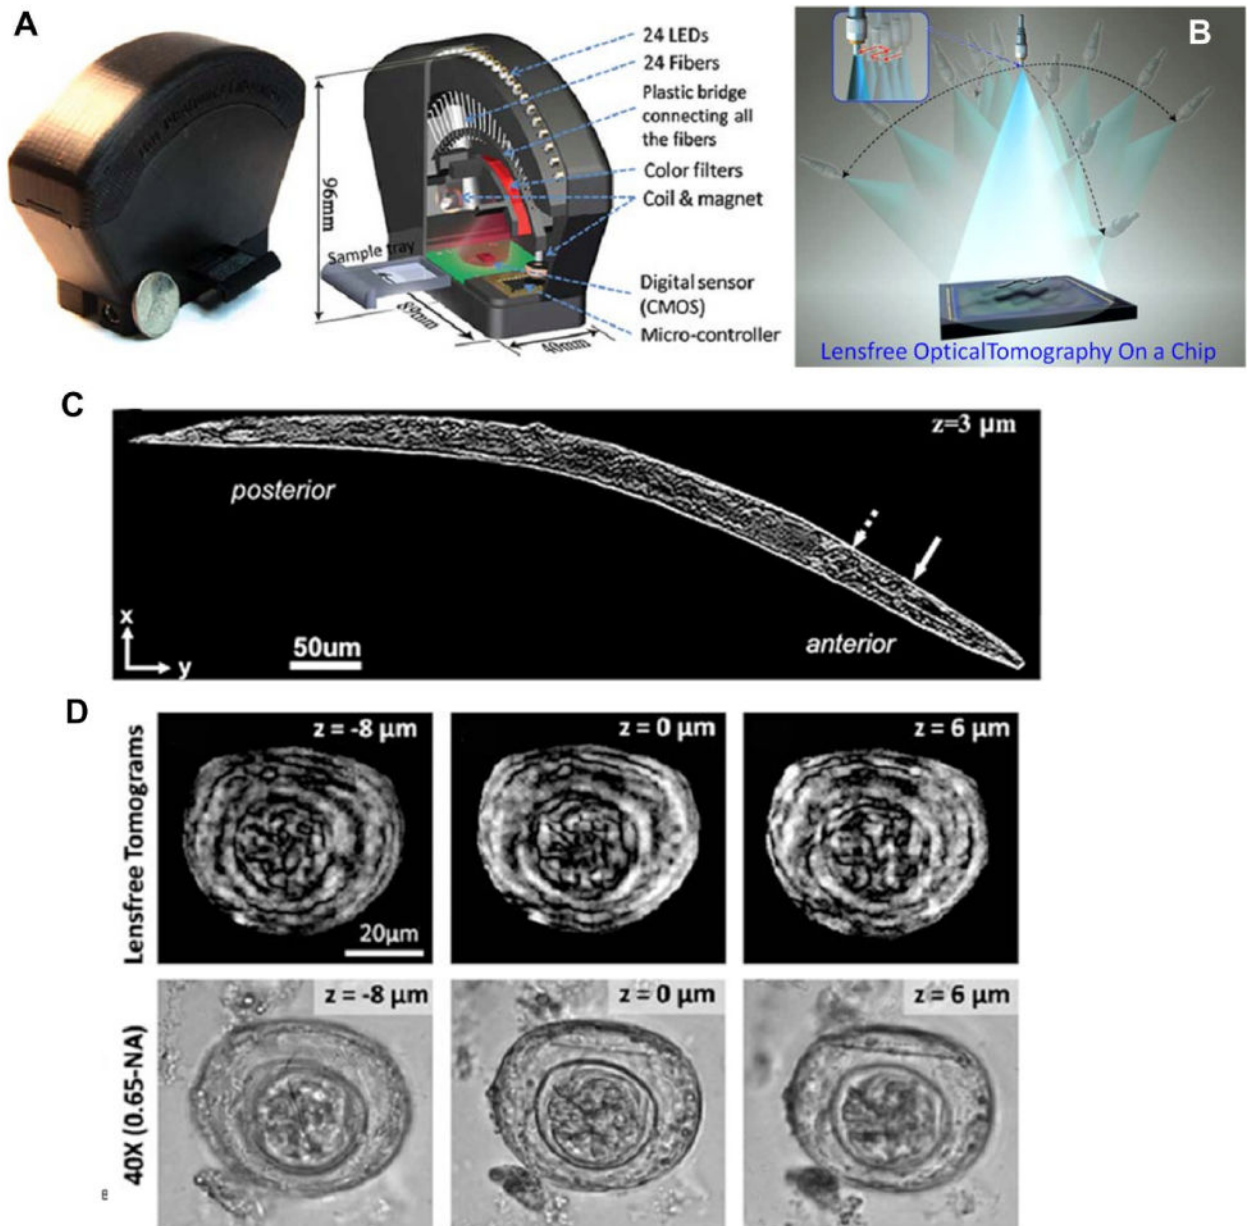 A
24 LEDs
24 Fibers
Plastic bridge
connecting all
the fibers
Color filters
Coil & magnet
Digital sensor
(CMOS)
Micro-controller
96mm
Sample tray
89mm
49mm
B
Lensfree OpticalTomography On a Chip
C
z=3 µm
posterior
anterior
x
y
50um
D
Lensfree Tomograms
z = -8 µm
z = 0 µm
z = 6 µm
20µm
40X (0.65-NA)
z = -8 µm
z = 0 µm
z = 6 µm